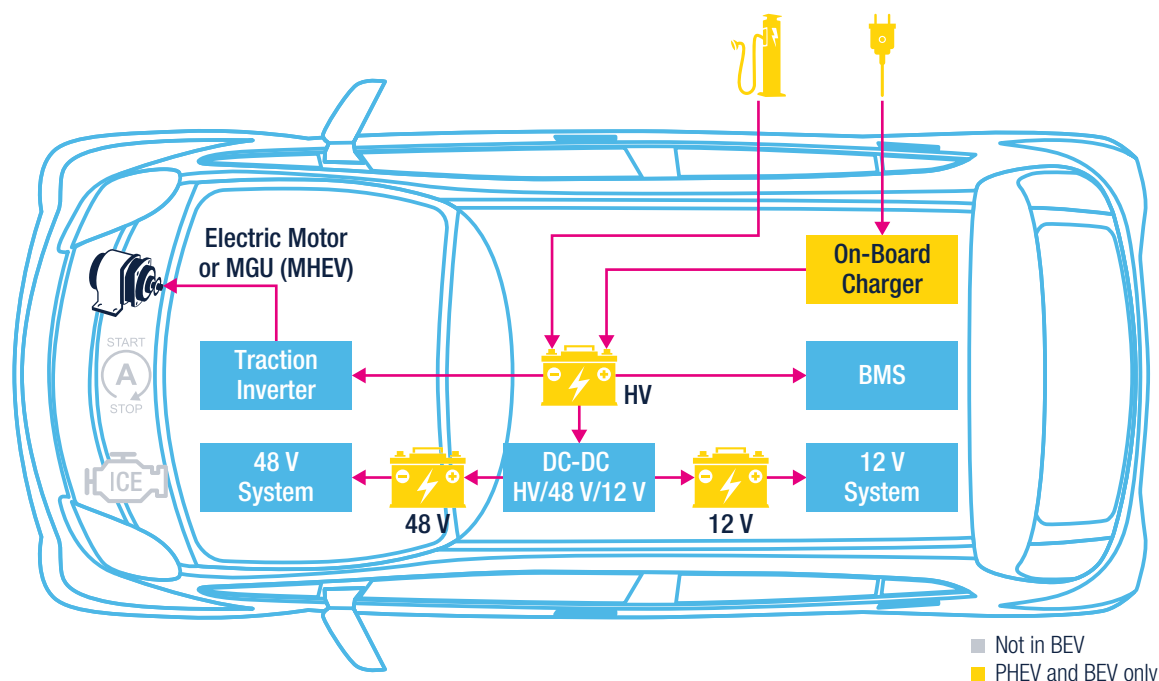 Electric Motor
or MGU (MHEV)
On-Board
Charger
START
A
STOP
Traction
Inverter
HV
BMS
ICE
48 V
System
48 V
DC-DC
HV/48 V/12 V
12 V
12 V
System
Not in BEV
PHEV and BEV only